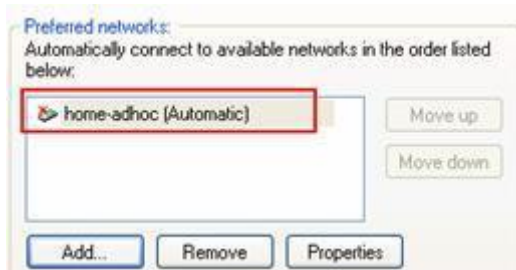 Preferred networks:
Automatically connect to available networks in the order listed
below:
home-adhoc (Automatic)
Move up
Move down
Add...
Remove
Properties